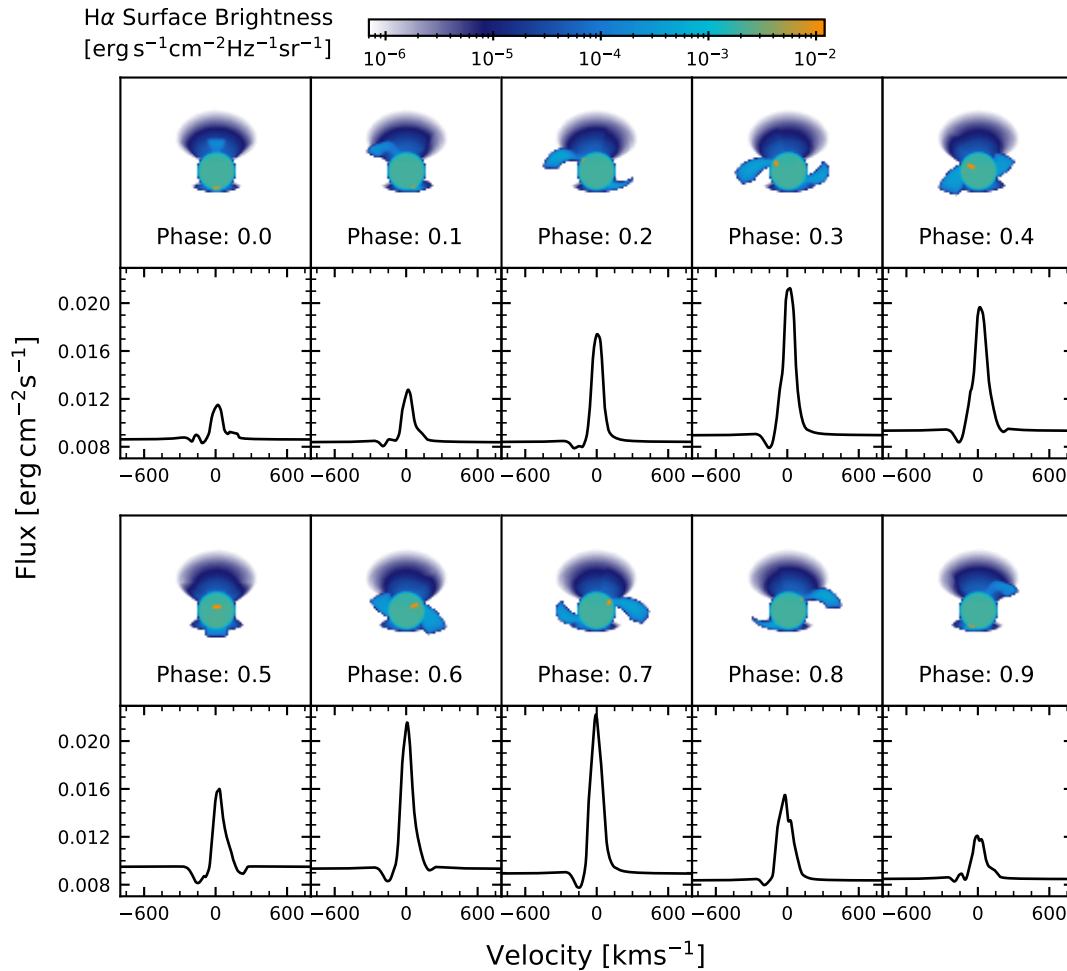 Hα Surface Brightness
[erg s⁻¹cm⁻²Hz⁻¹sr⁻¹]
10⁻⁶ 10⁻⁵ 10⁻⁴ 10⁻³ 10⁻²
Phase: 0.0 Phase: 0.1 Phase: 0.2 Phase: 0.3 Phase: 0.4
0.020
0.016
0.012
0.008
−600 0 600 −600 0 600 −600 0 600 −600 0 600 −600 0 600
Flux [erg cm⁻²s⁻¹]
Phase: 0.5 Phase: 0.6 Phase: 0.7 Phase: 0.8 Phase: 0.9
0.020
0.016
0.012
0.008
−600 0 600 −600 0 600 −600 0 600 −600 0 600 −600 0 600
Velocity [kms⁻¹]